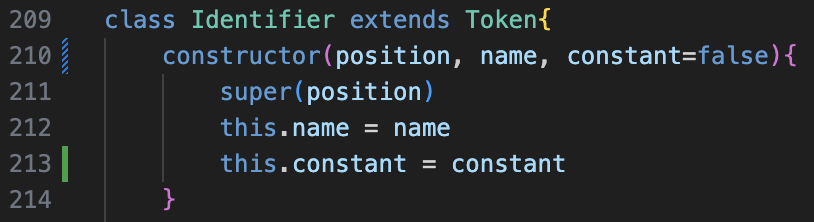 209 class Identifier extends Token{
210 constructor(position, name, constant=false){
211 super(position)
212 this.name = name
213 this.constant = constant
214 }